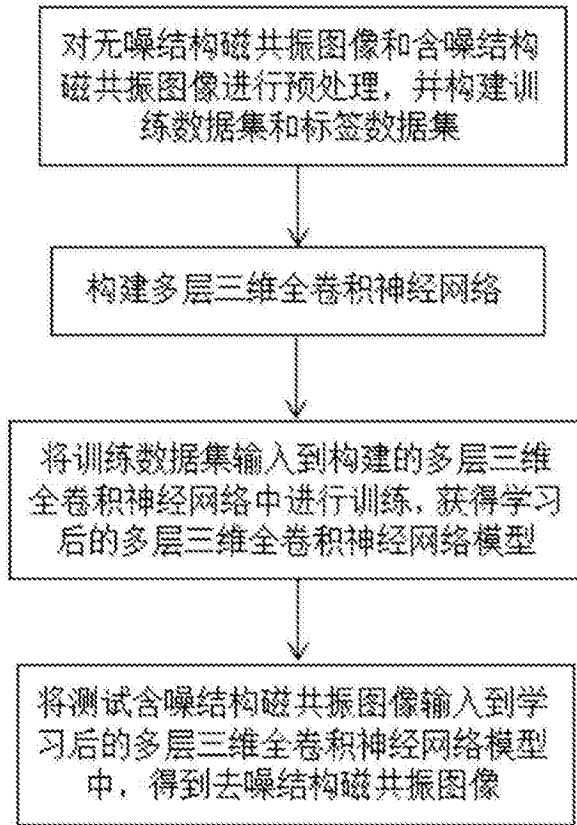 对无噪结构磁共振图像和含噪结构
磁共振图像进行预处理，并构建训
练数据集和标签数据集
构建多层三维全卷积神经网络
将训练数据集输入到构建的多层三维
全卷积神经网络中进行训练，获得学习
后的多层三维全卷积神经网络模型
将测试含噪结构磁共振图像输入到学
习后的多层三维全卷积神经网络模型
中，得到去噪结构磁共振图像